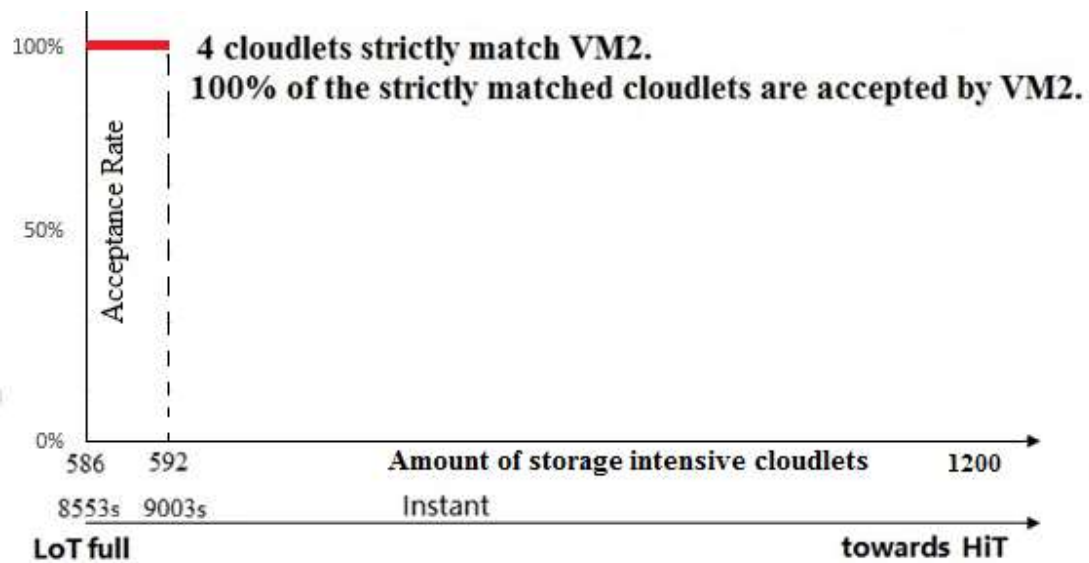 100%
4 cloudlets strictly match VM2.
100% of the strictly matched cloudlets are accepted by VM2.
Acceptance Rate
50%
0%
586 592 Amount of storage intensive cloudlets 1200
8553s 9003s Instant
LoT full towards HiT